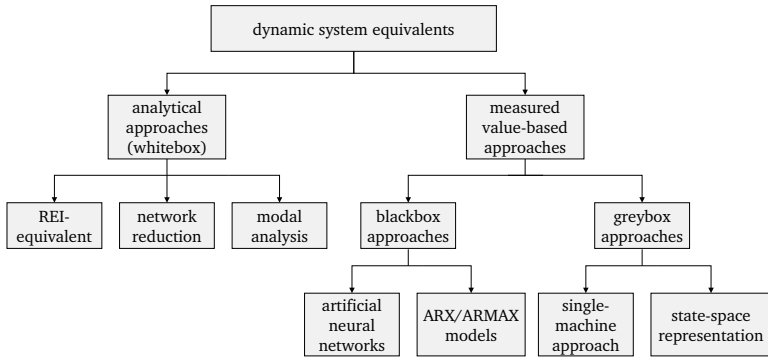 dynamic system equivalents
analytical
approaches
(whitebox)
measured
value-based
approaches
REI-
equivalent
network
reduction
modal
analysis
blackbox
approaches
greybox
approaches
artificial
neural
networks
ARX/ARMAX
models
single-
machine
approach
state-space
representation